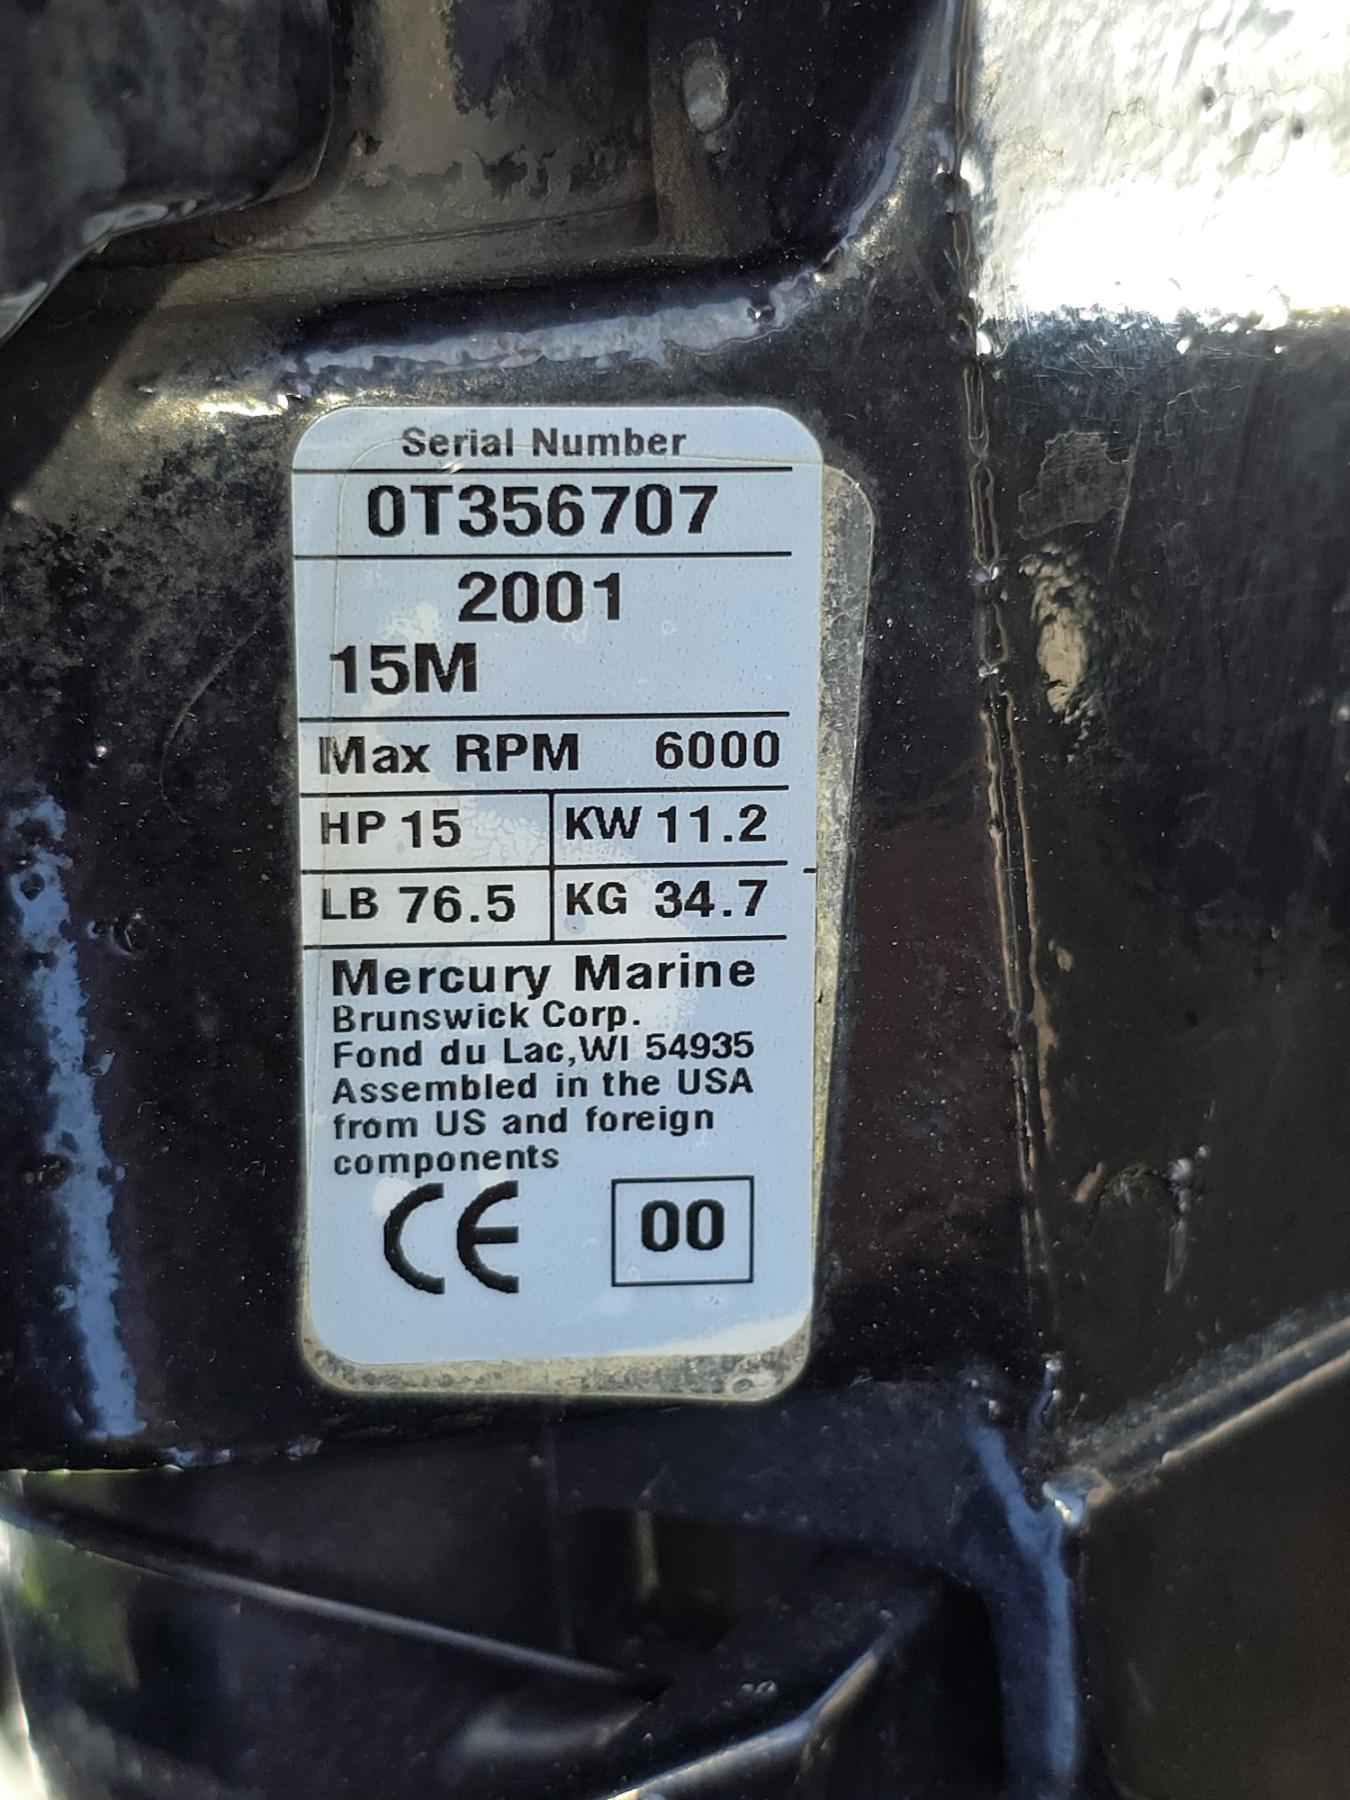 Serial Number
0T356707
2001
15M
Max RPM 6000
HP 15 KW 11.2
LB 76.5 KG 34.7
Mercury Marine
Brunswick Corp.
Fond du Lac,WI 54935
Assembled in the USA
from US and foreign
components
CE 00